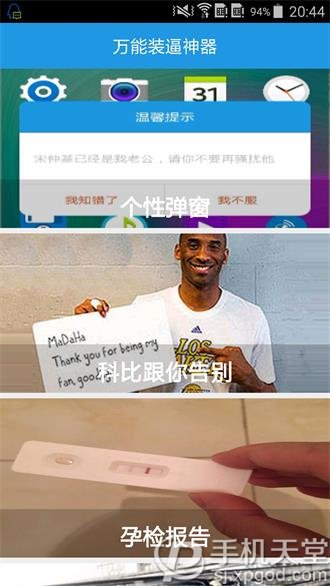 94% 20:44
万能装逼神器
31
温馨提示
宋仲基已经是我老公，请你不要再骚扰他
我知错了 我不服
个性弹窗
MaDaHa
Thank you for being my
fan, goodbye
LOS
科比跟你告别
孕检报告
手机天堂
sj.xpgod.com